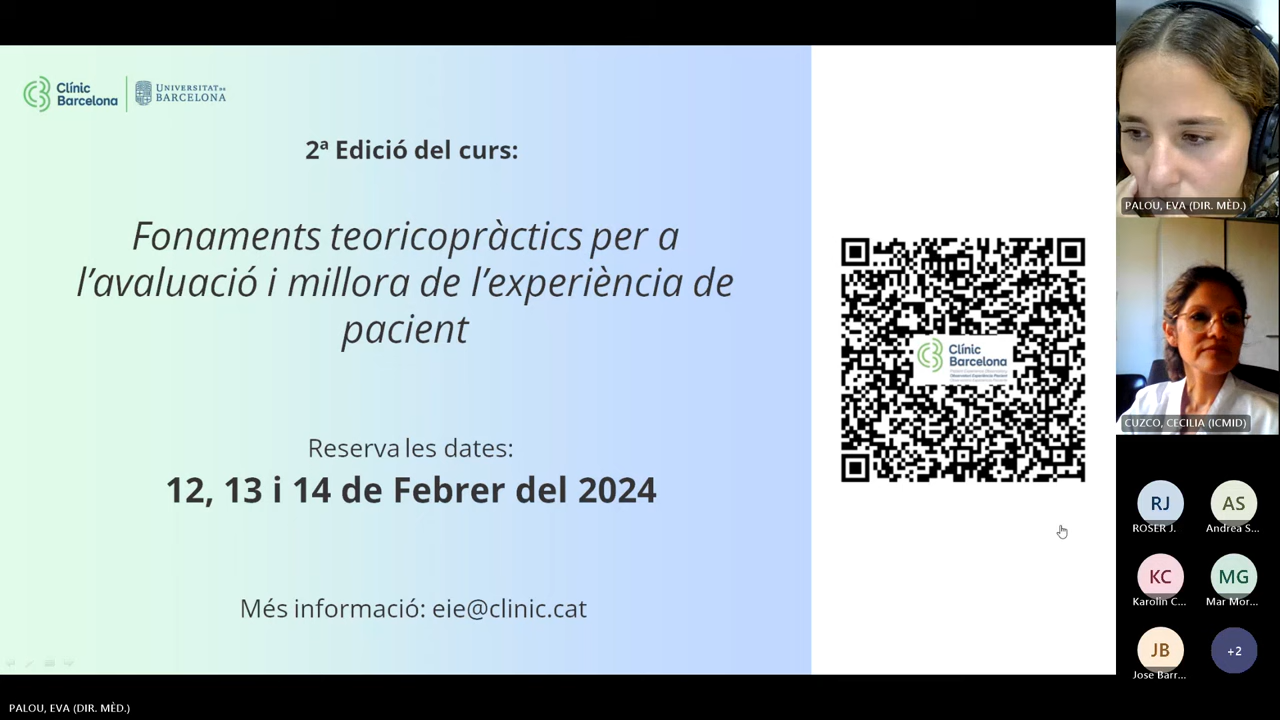 Clínic
Barcelona
UNIVERSITAT DE
BARCELONA
2ª Edició del curs:
Fonaments teoricopràctics per a
l’avaluació i millora de l’experiència de
pacient
Reserva les dates:
12, 13 i 14 de Febrer del 2024
Més informació: eie@clinic.cat
Clínic
Barcelona
PALOU, EVA (DIR. MÈD.)
CUZCO, CECILIA (ICMID)
RJ
ROSER J.
AS
Andrea S...
KC
Karolin C...
MG
Mar Mor...
JB
Jose Barr...
+2
PALOU, EVA (DIR. MÈD.)